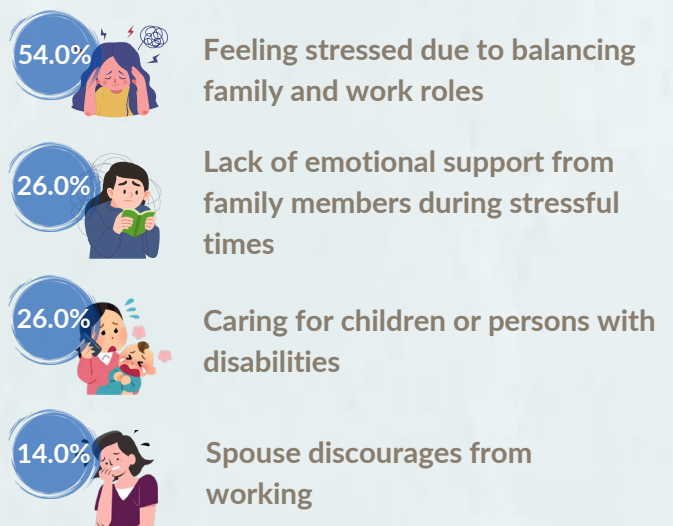 54.0%
Feeling stressed due to balancing
family and work roles
26.0%
Lack of emotional support from
family members during stressful
times
26.0%
Caring for children or persons with
disabilities
14.0%
Spouse discourages from
working